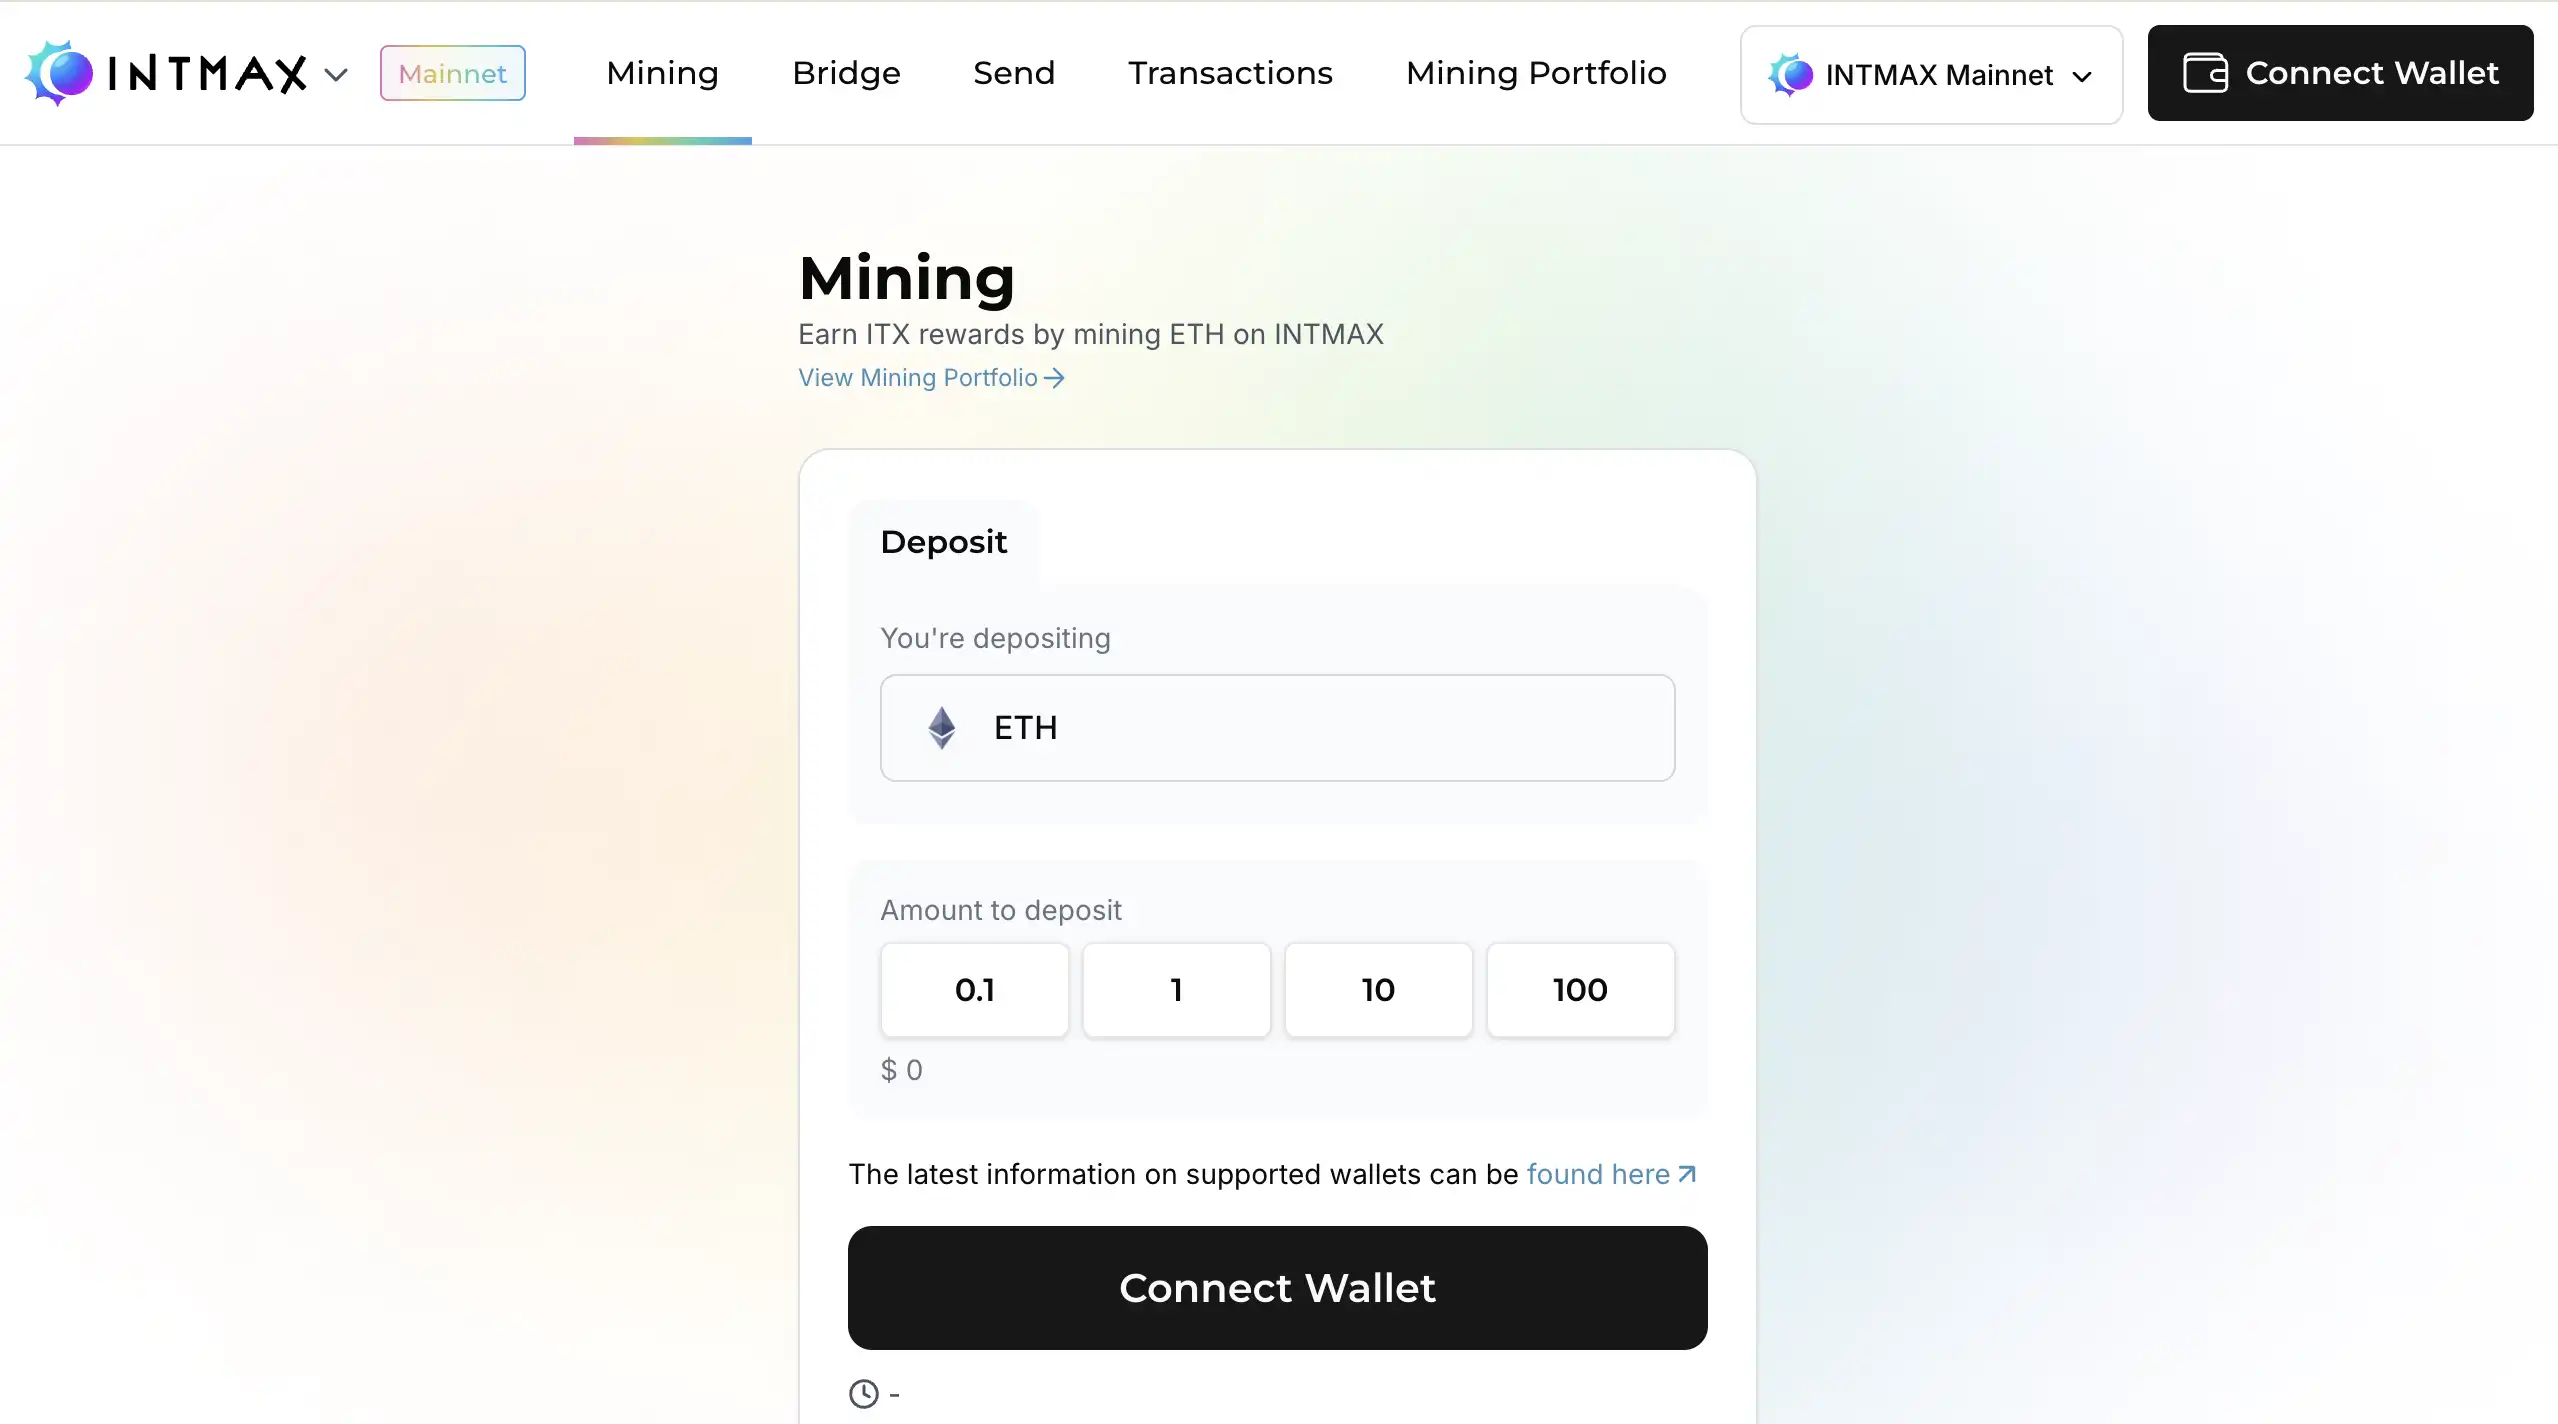 INTMAX Mainnet Mining Bridge Send Transactions Mining Portfolio INTMAX Mainnet Connect Wallet
Mining
Earn ITX rewards by mining ETH on INTMAX
View Mining Portfolio
Deposit
You're depositing
ETH
Amount to deposit
0.1 1 10 100
$ 0
The latest information on supported wallets can be found here
Connect Wallet
-